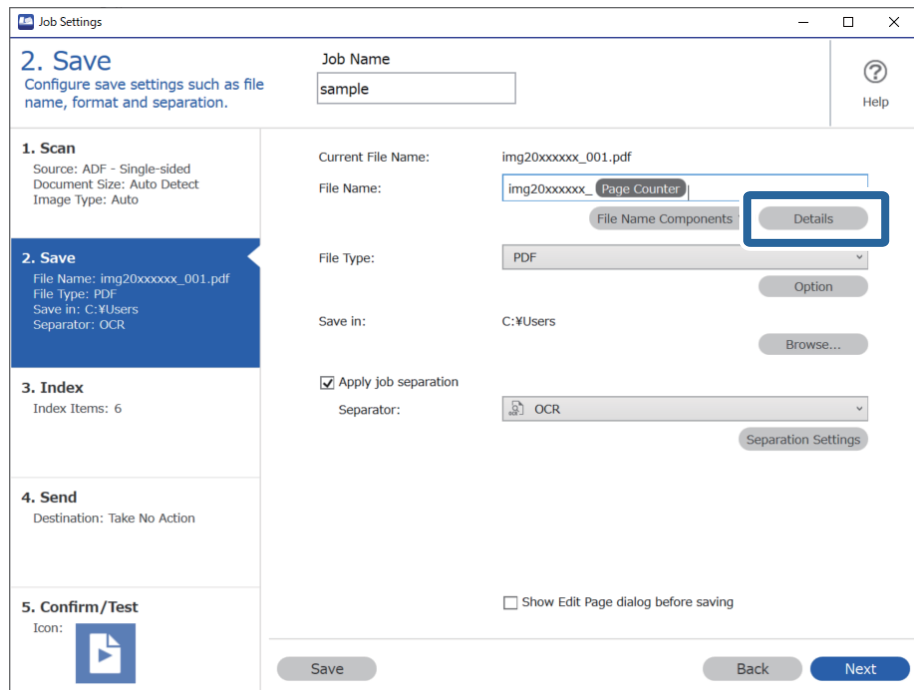 Job Settings
2. Save
Configure save settings such as file
name, format and separation.
Job Name
sample
Help
1. Scan
Source: ADF - Single-sided
Document Size: Auto Detect
Image Type: Auto
2. Save
File Name: img20xxxxxx_001.pdf
File Type: PDF
Save in: C:¥Users
Separator: OCR
3. Index
Index Items: 6
4. Send
Destination: Take No Action
5. Confirm/Test
Icon:
Current File Name: img20xxxxxx_001.pdf
File Name: img20xxxxxx_ Page Counter
File Name Components Details
File Type: PDF
Option
Save in: C:¥Users
Browse...
Apply job separation
Separator: OCR
Separation Settings
Show Edit Page dialog before saving
Save Back Next